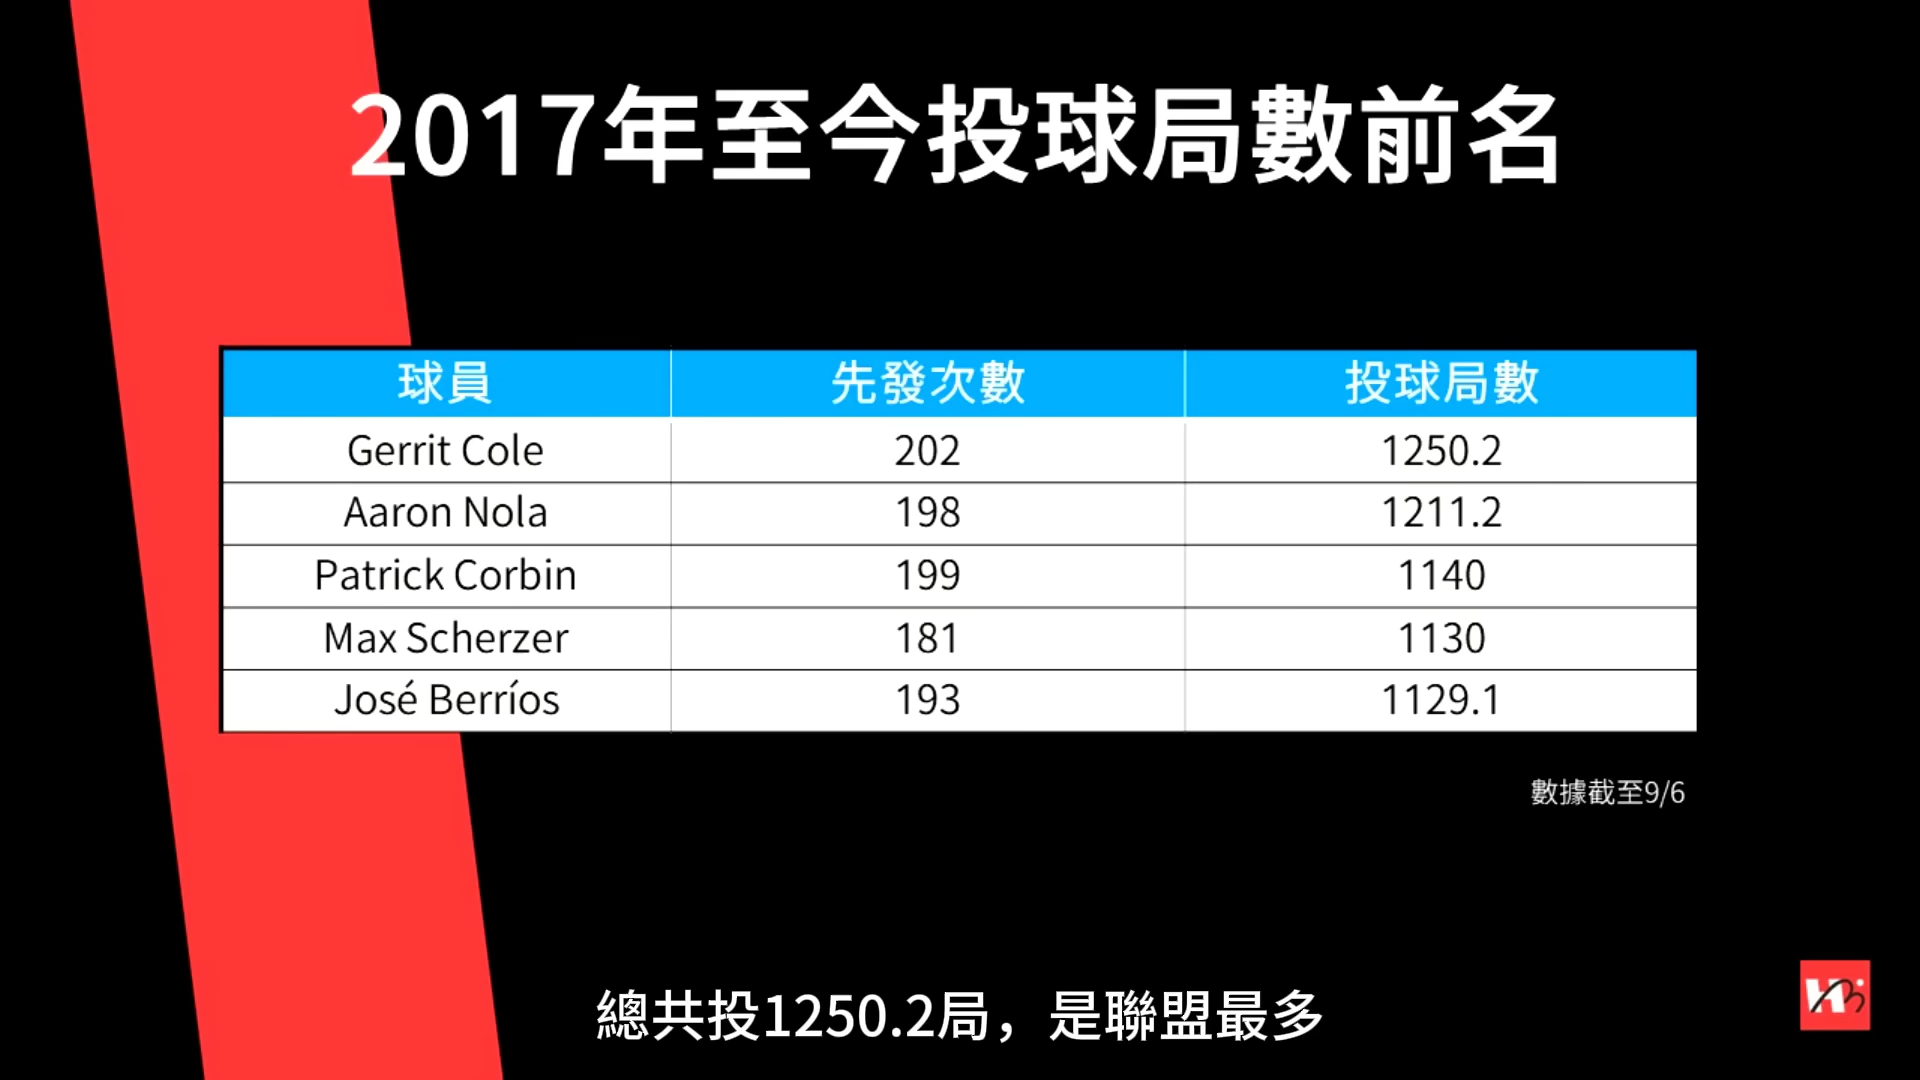 2017年至今投球局數前名
球員 先發次數 投球局數
Gerrit Cole 202 1250.2
Aaron Nola 198 1211.2
Patrick Corbin 199 1140
Max Scherzer 181 1130
José Berríos 193 1129.1
數據截至9/6
總共投1250.2局，是聯盟最多